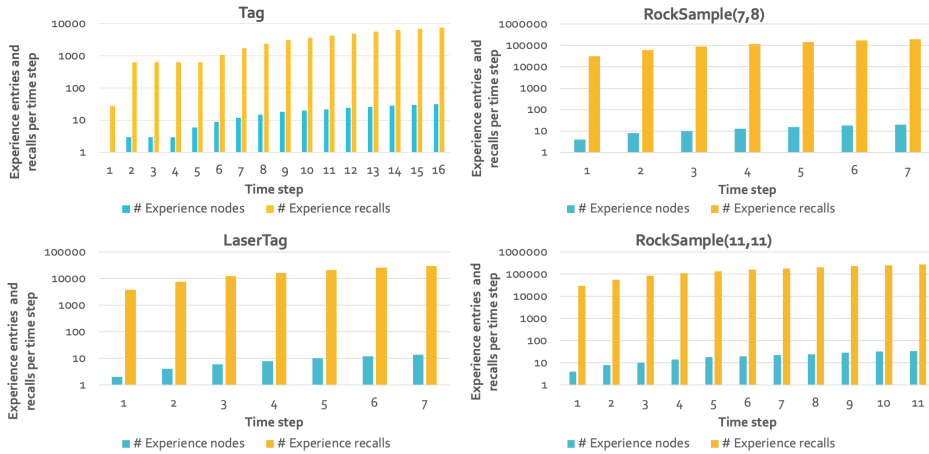 Tag
Experience entries and
recalls per time step
10000
1000
100
10
1
1 2 3 4 5 6 7 8 9 10 11 12 13 14 15 16
Time step
# Experience nodes # Experience recalls
RockSample(7,8)
Experience entries and
recalls per time step
1000000
100000
10000
1000
100
10
1
1 2 3 4 5 6 7
Time step
# Experience nodes # Experience recalls
LaserTag
Experience entries and
recalls per time step
100000
10000
1000
100
10
1
1 2 3 4 5 6 7
Time step
# Experience nodes # Experience recalls
RockSample(11,11)
Experience entries and
recalls per time step
1000000
100000
10000
1000
100
10
1
1 2 3 4 5 6 7 8 9 10 11
Time step
# Experience nodes # Experience recalls